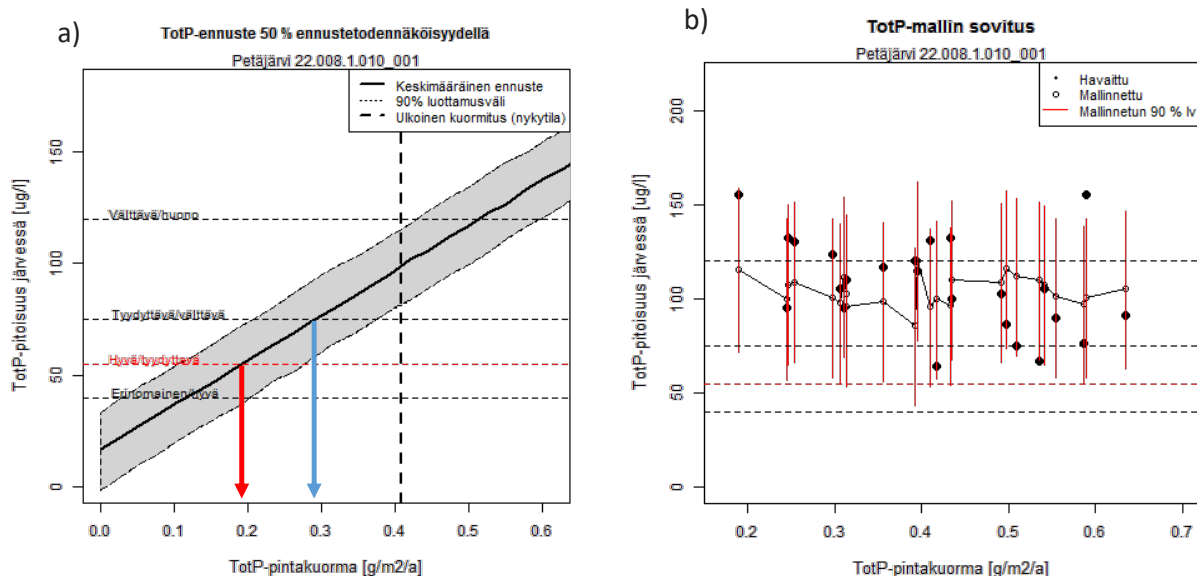 a)
TotP-ennuste 50 % ennustetodennäköisyydellä
Petäjärvi 22.008.1.010_001
Keskimääräinen ennuste
90% luottamusväli
Ulkoinen kuormitus (nykytila)
TotP-pitoisuus järvessä [ug/l]
150
100
50
0
Välttävä/huono
Tyydyttävä/välttävä
Hyvä/tyydyttävä
Erinomainen/hyvä
0.0 0.1 0.2 0.3 0.4 0.5 0.6
TotP-pintakuorma [g/m2/a]
b)
TotP-mallin sovitus
Petäjärvi 22.008.1.010_001
Havaittu
Mallinnettu
Mallinnetun 90 % lv
TotP-pitoisuus järvessä [ug/l]
200
150
100
50
0
0.2 0.3 0.4 0.5 0.6 0.7
TotP-pintakuorma [g/m2/a]